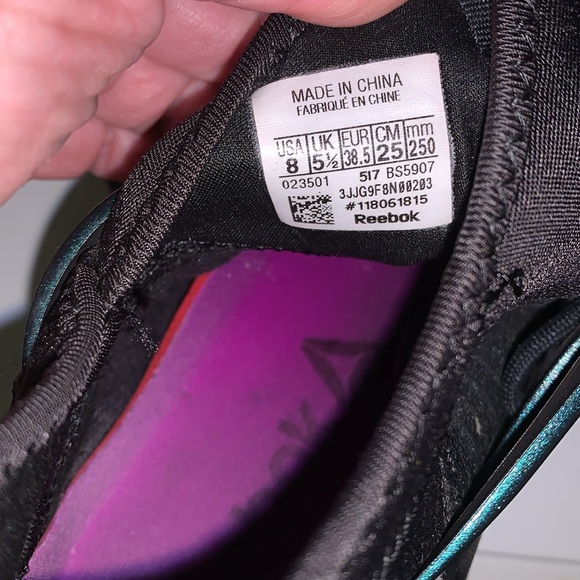 MADE IN CHINA
FABRIQUÉ EN CHINE
USA UK EUR CM mm
8 5½ 38.5 25 250
023501 517 BS5907
3JJG9F8N00203
#118061815
Reebok